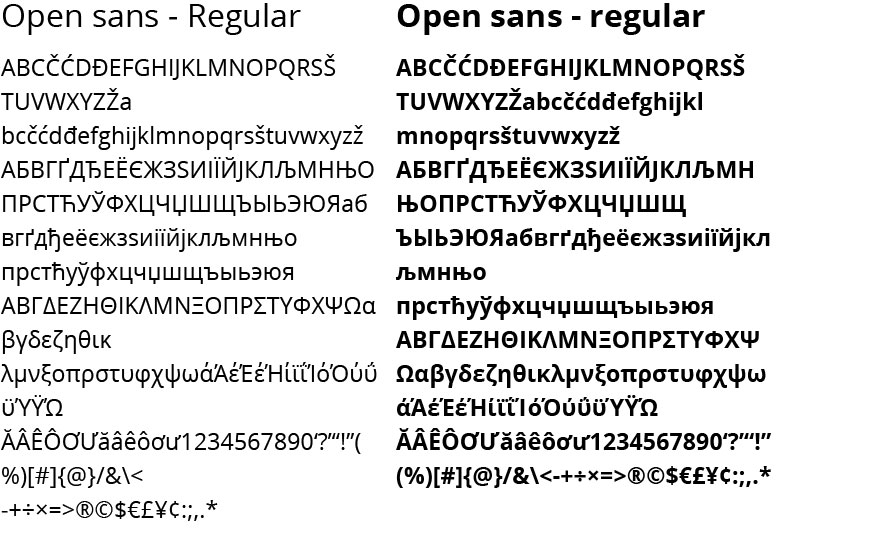 Open sans - Regular
ABCČĆDĐEFGHIJKLMNOPQRSŠ
TUVWXYZŽa
bcčćdđefghijklmnopqrsštuvwxyzž
АБВГҐДЂЕЁЄЖЗЅИІЇЙЈКЛЉМНЊО
ПРСТЋУЎФХЦЧЏШЩЪЫЬЭЮЯаб
вгґдђеёєжзѕиіїйјклљмнњо
прстћуўфхцчџшщъыьэюя
ΑΒΓΔΕΖΗΘΙΚΛΜΝΞΟΠΡΣΤΥΦΧΨΩα
βγδεζηθικ
λμνξοπρστυφχψωάΆέΈέΉίϊΐΊόΌύΰ
ϋΎΫΏ
ĂÂÊÔƠƯăâêôơư1234567890‘?’“!”(
%)[#]{@}/&\<
-+÷×=>®©$€£¥¢:;,.*
Open sans - regular
ABCČĆDĐEFGHIJKLMNOPQRSŠ
TUVWXYZŽabcčćdđefghijkl
mnopqrsštuvwxyzž
АБВГҐДЂЕЁЄЖЗЅИІЇЙЈКЛЉМН
ЊОПРСТЋУЎФХЦЧЏШЩ
ЪЫЬЭЮЯабвгґдђеёєжзѕиіїйјкл
љмнњо
прстћуўфхцчџшщъыьэюя
ΑΒΓΔΕΖΗΘΙΚΛΜΝΞΟΠΡΣΤΥΦΧΨ
Ωαβγδεζηθικλμνξοπρστυφχψω
άΆέΈέΉίϊΐΊόΌύΰϋΎΫΏ
ĂÂÊÔƠƯăâêôơư1234567890‘?’“!”
(%)[#]{@}/&\<-+÷×=>®©$€£¥¢:;,.*